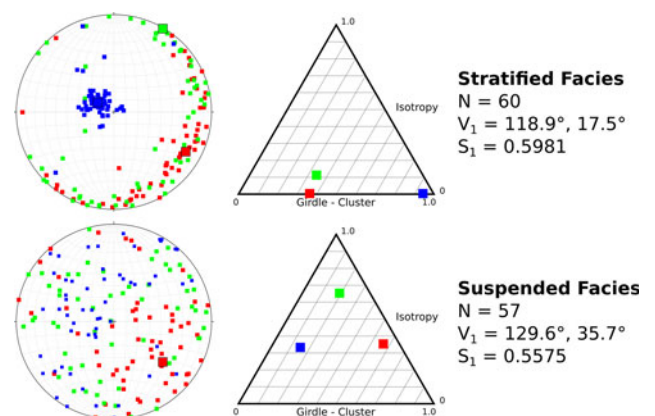 1.0
Isotropy
0
0
Girdle - Cluster
1.0
Stratified Facies
N = 60
V₁ = 118.9°, 17.5°
S₁ = 0.5981
1.0
Isotropy
0
0
Girdle - Cluster
1.0
Suspended Facies
N = 57
V₁ = 129.6°, 35.7°
S₁ = 0.5575